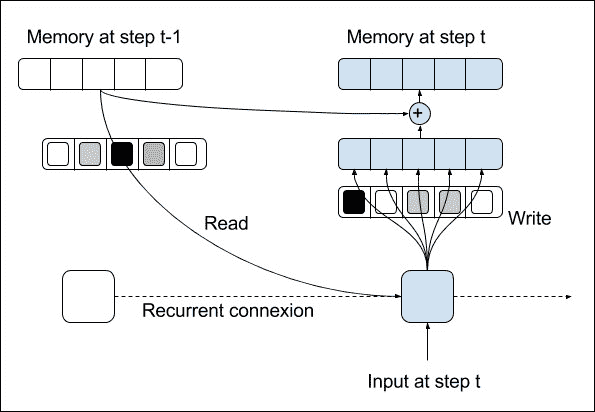 Memory at step t-1
Memory at step t
+
Read
Write
Recurrent connexion
Input at step t